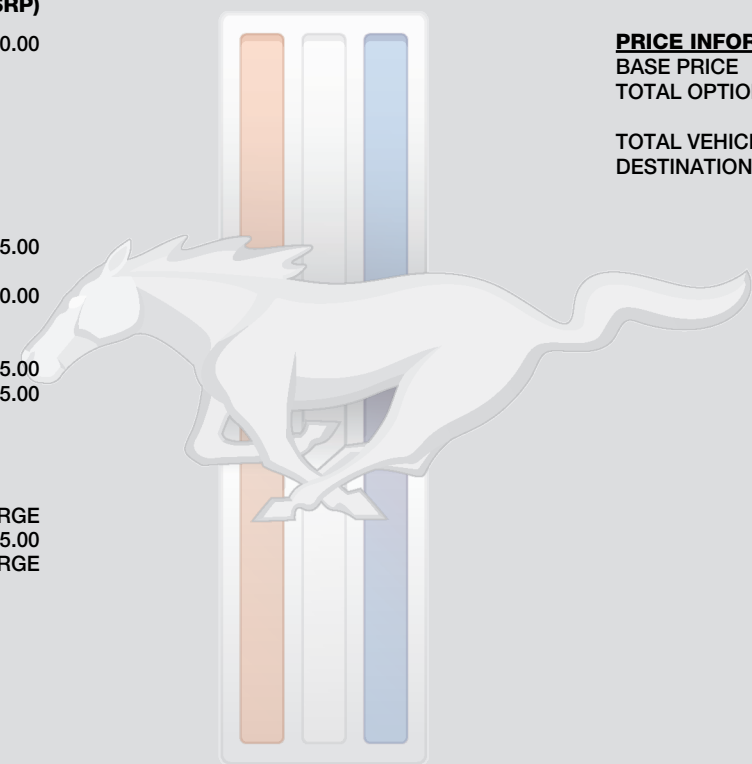 SRP)
0.00
5.00
0.00
5.00
5.00
RGE
5.00
RGE
PRICE INFOR
BASE PRICE
TOTAL OPTIO
TOTAL VEHICL
DESTINATION